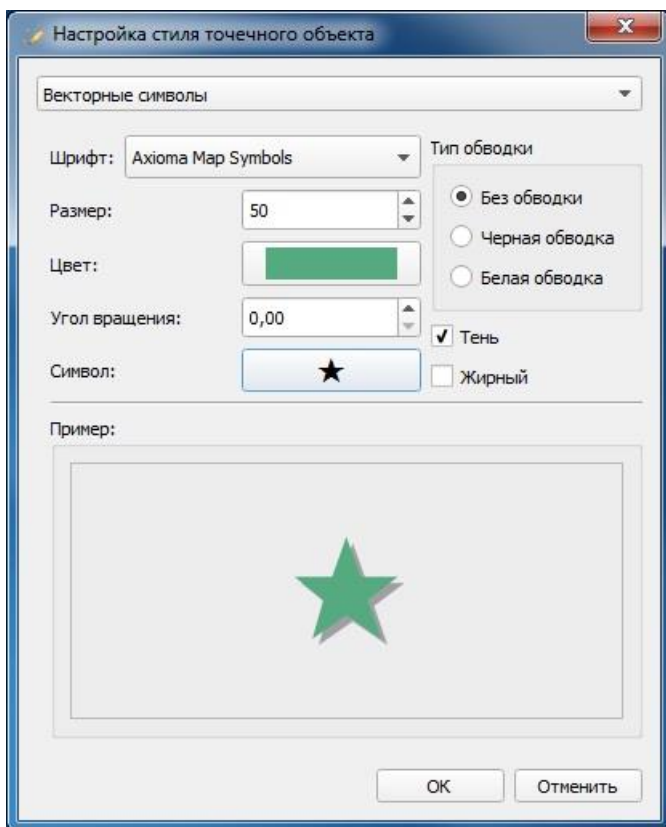 Настройка стиля точечного объекта
Векторные символы
Шрифт: Axioma Map Symbols
Тип обводки
Размер: 50
Без обводки
Черная обводка
Цвет:
Белая обводка
Угол вращения: 0,00
Тень
Символ:
Жирный
Пример:
ОК Отменить